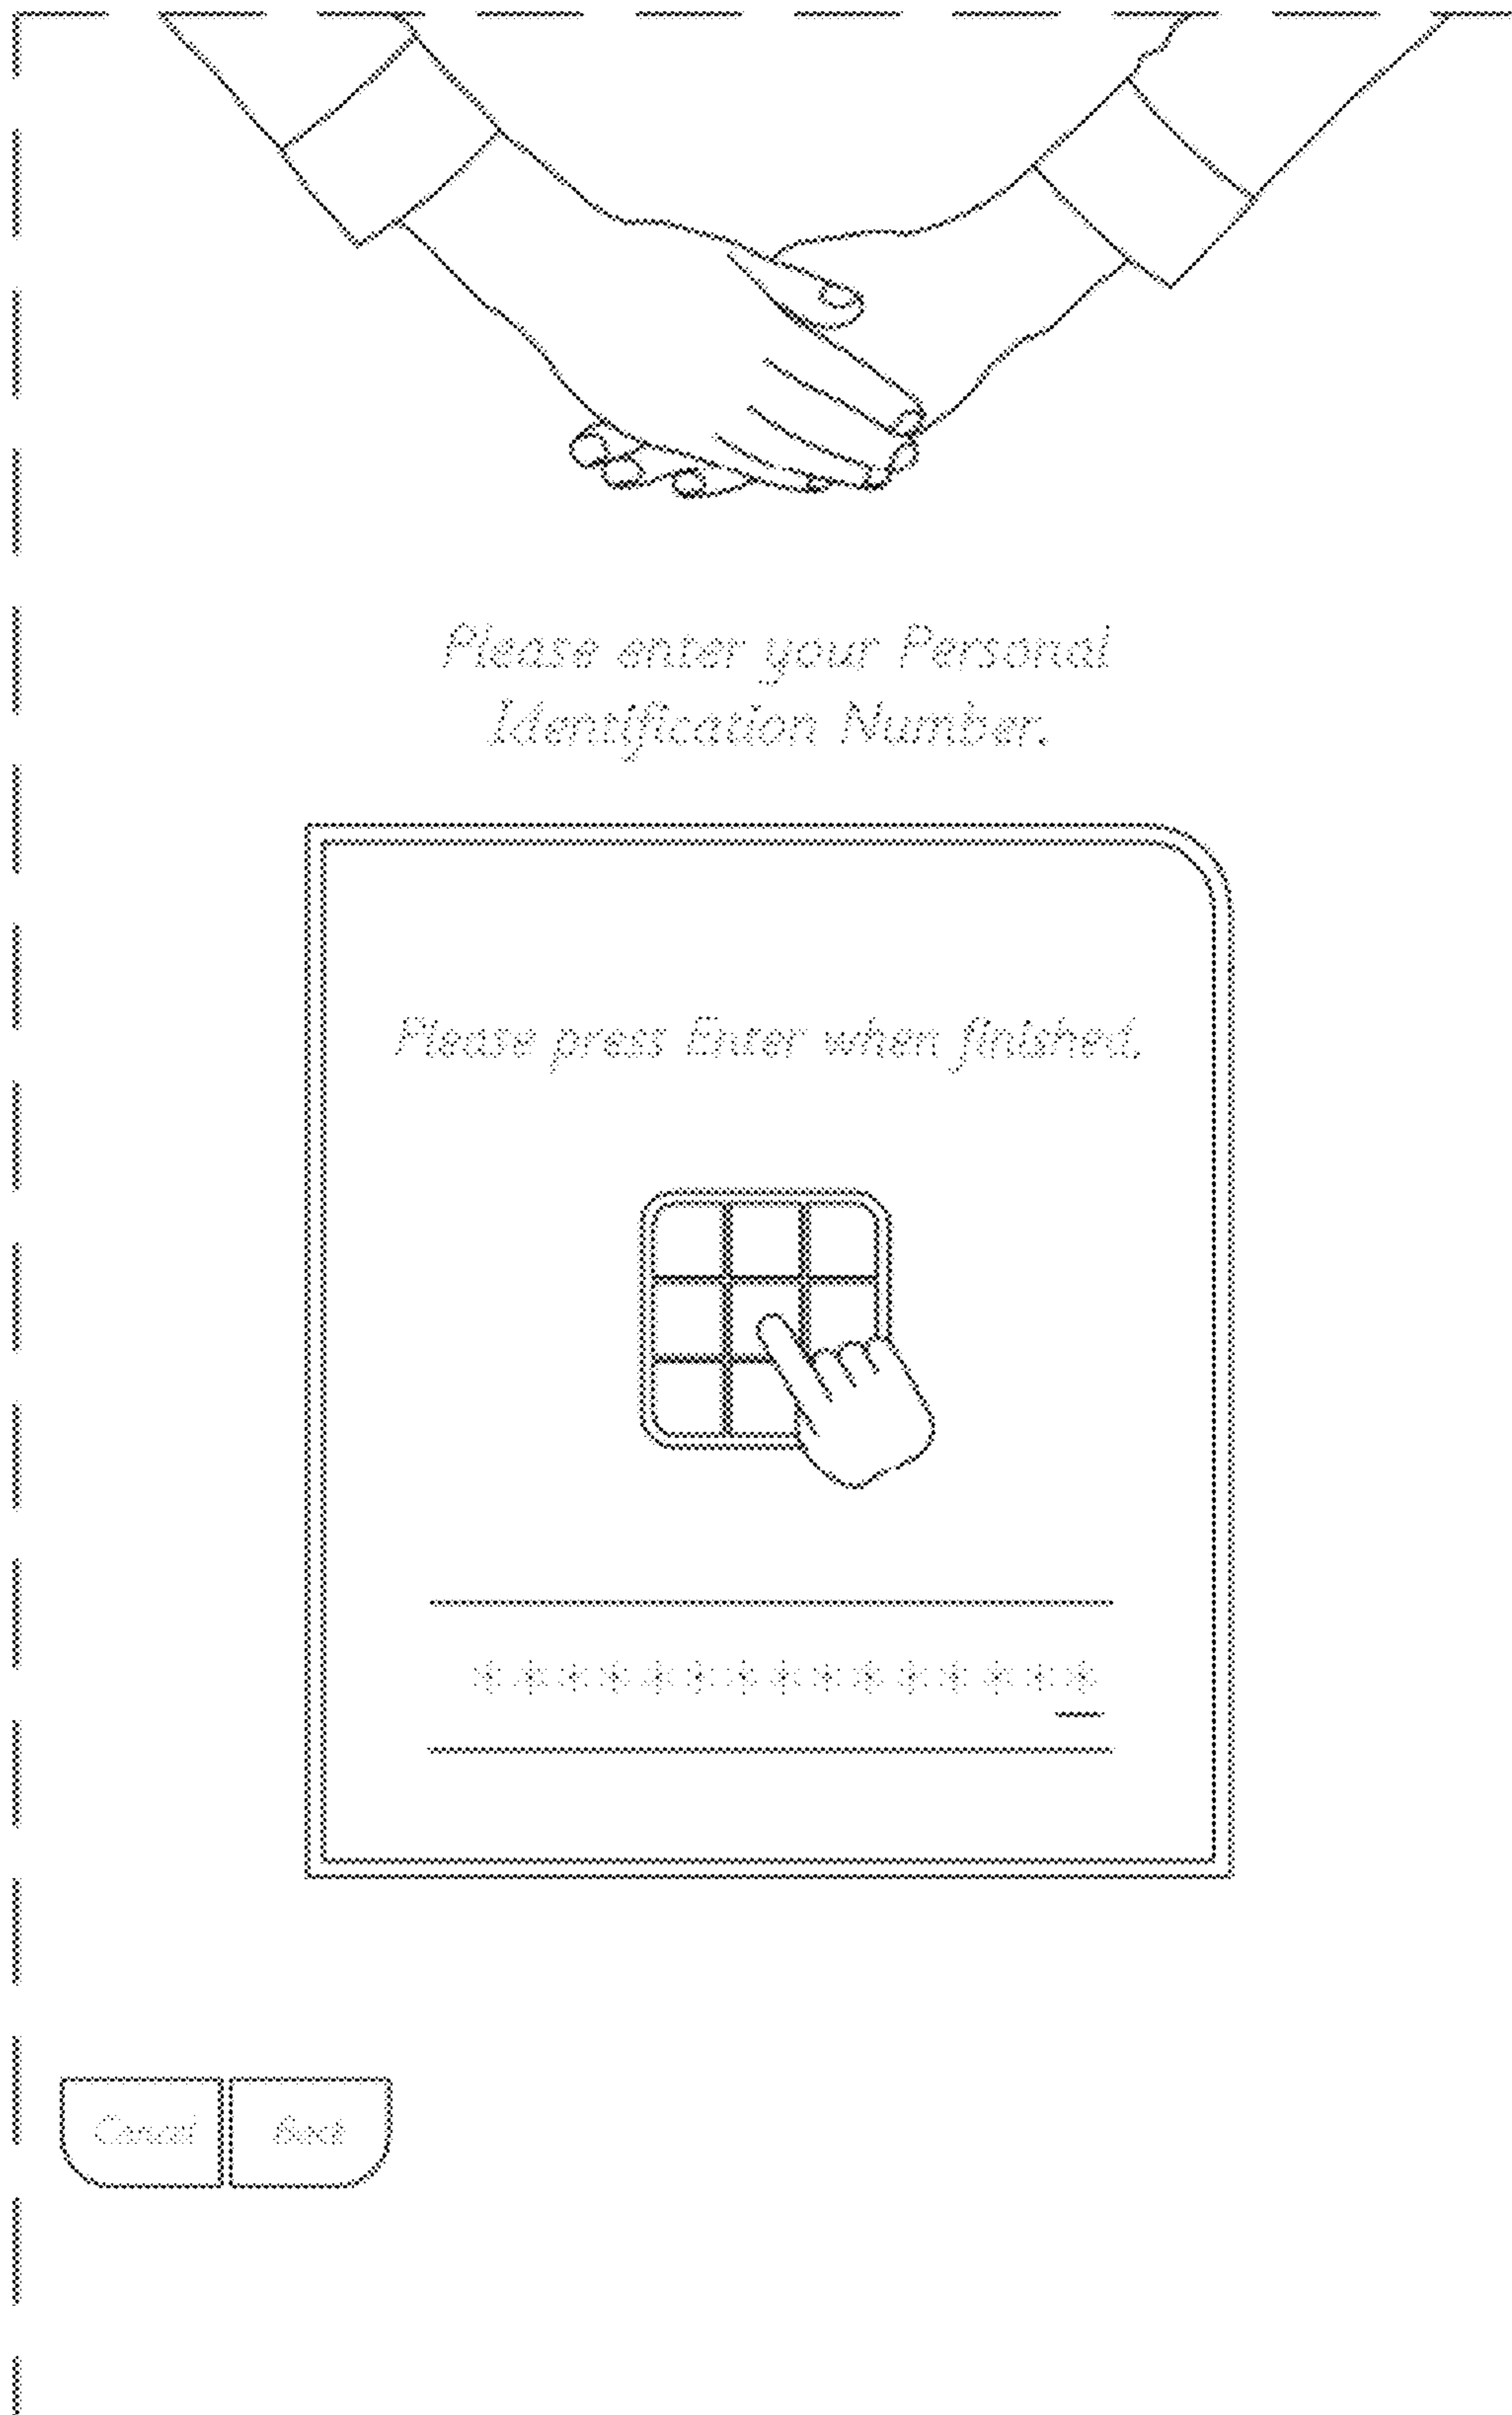 Please enter your Personal
Identification Number.
Please press Enter when finished.
* * * * * * * * * * * * * * *
Cancel Back